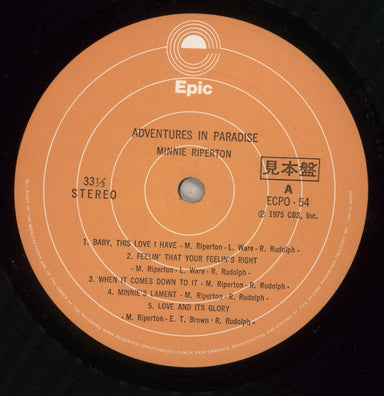 Epic
ADVENTURES IN PARADISE
MINNIE RIPERTON
33⅓
STEREO
見本盤
A
ECPO - 54
Ⓟ 1975 CBS, Inc.
1. BABY, THIS LOVE I HAVE - M. Riperton - L. Ware - R. Rudolph -
2. FEELIN' THAT YOUR FEELIN'S RIGHT
- M. Riperton - L. Ware - R. Rudolph -
3. WHEN IT COMES DOWN TO IT - M. Riperton - R. Rudolph -
4. MINNIE'S LAMENT - M. Riperton - R. Rudolph -
5. LOVE AND ITS GLORY
- M. Riperton - E. T. Brown - R. Rudolph -